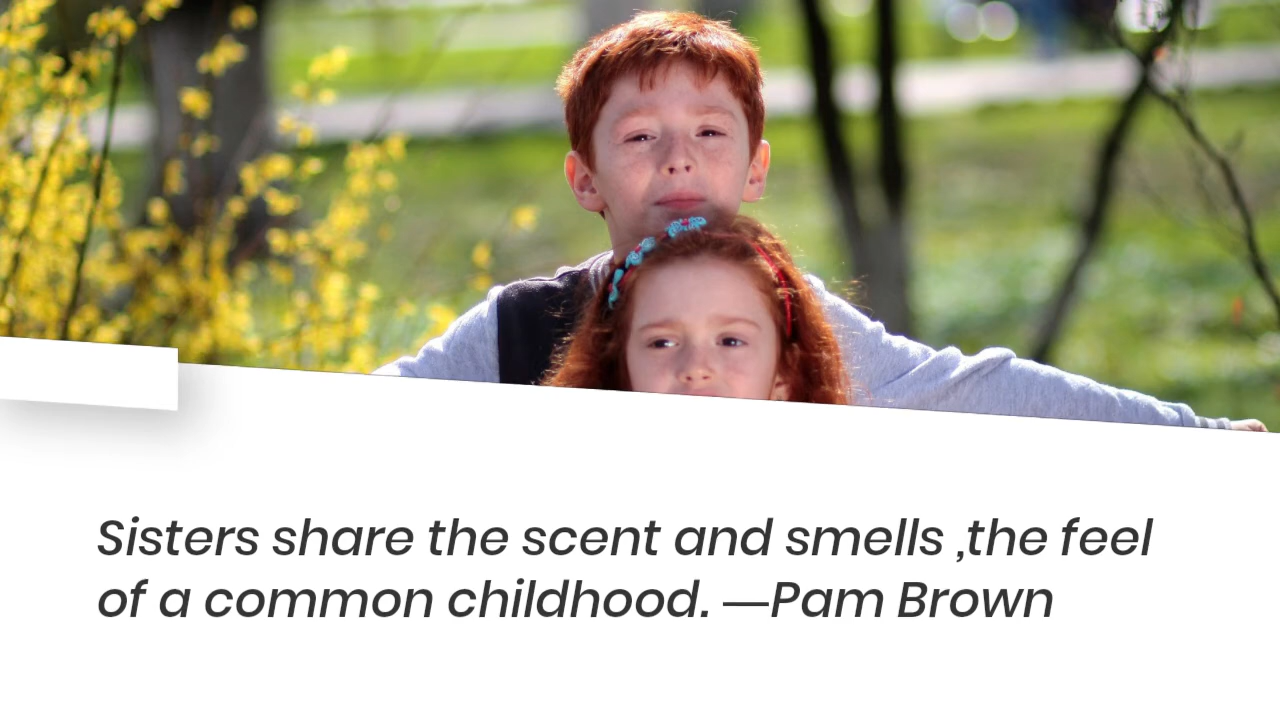 Sisters share the scent and smells ,the feel
of a common childhood. —Pam Brown